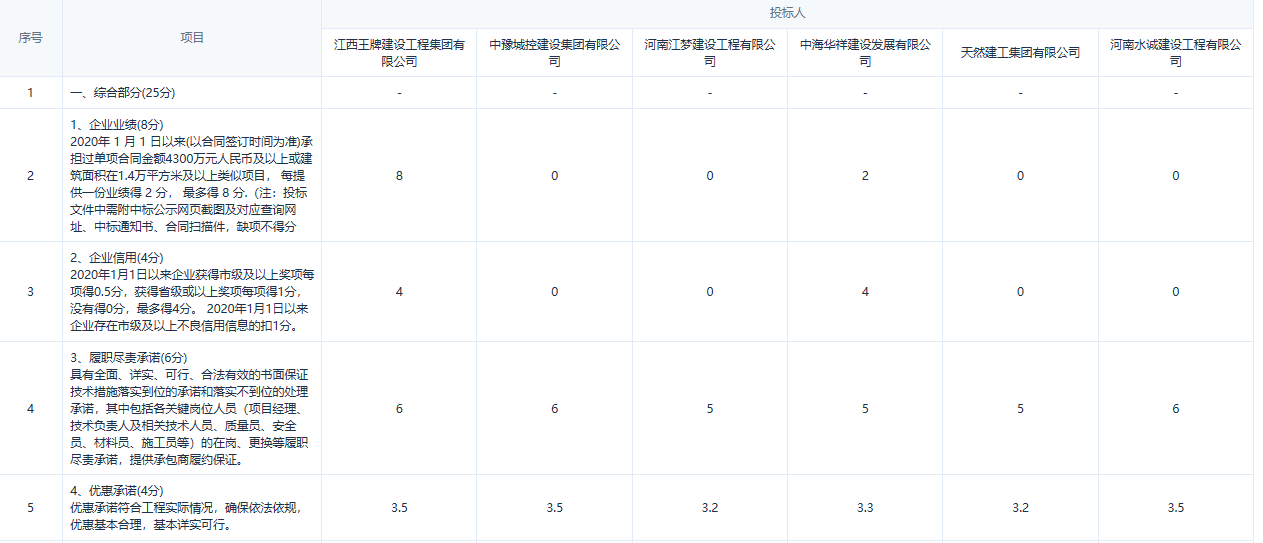 序号
项目
投标人
江西王牌建设工程集团有
限公司
中豫城控建设集团有限公
司
河南江梦建设工程有限公
司
中海华祥建设发展有限公
司
天然建工集团有限公司
河南水诚建设工程有限公
司
1
一、综合部分(25分)
-
-
-
-
-
-
2
1、企业业绩(8分)
2020年 1 月 1 日以来(以合同签订时间为准)承
担过单项合同金额4300万元人民币及以上或建
筑面积在1.4万平方米及以上类似项目， 每提
供一份业绩得 2 分， 最多得 8 分.（注：投标
文件中需附中标公示网页截图及对应查询网
址、中标通知书、合同扫描件，缺项不得分
8
0
0
2
0
0
3
2、企业信用(4分)
2020年1月1日以来企业获得市级及以上奖项每
项得0.5分，获得省级或以上奖项每项得1分，
没有得0分，最多得4分。 2020年1月1日以来
企业存在市级及以上不良信用信息的扣1分。
4
0
0
4
0
0
4
3、履职尽责承诺(6分)
具有全面、详实、可行、合法有效的书面保证
技术措施落实到位的承诺和落实不到位的处理
承诺，其中包括各关键岗位人员（项目经理、
技术负责人及相关技术人员、质量员、安全
员、材料员、施工员等）的在岗、更换等履职
尽责承诺，提供承包商履约保证。
6
6
5
5
5
6
5
4、优惠承诺(4分)
优惠承诺符合工程实际情况，确保依法依规，
优惠基本合理，基本详实可行。
3.5
3.5
3.2
3.3
3.2
3.5